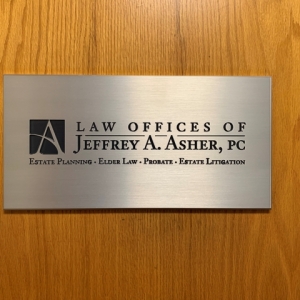 A
LAW OFFICES OF
JEFFREY A. ASHER, PC
ESTATE PLANNING • ELDER LAW • PROBATE • ESTATE LITIGATION